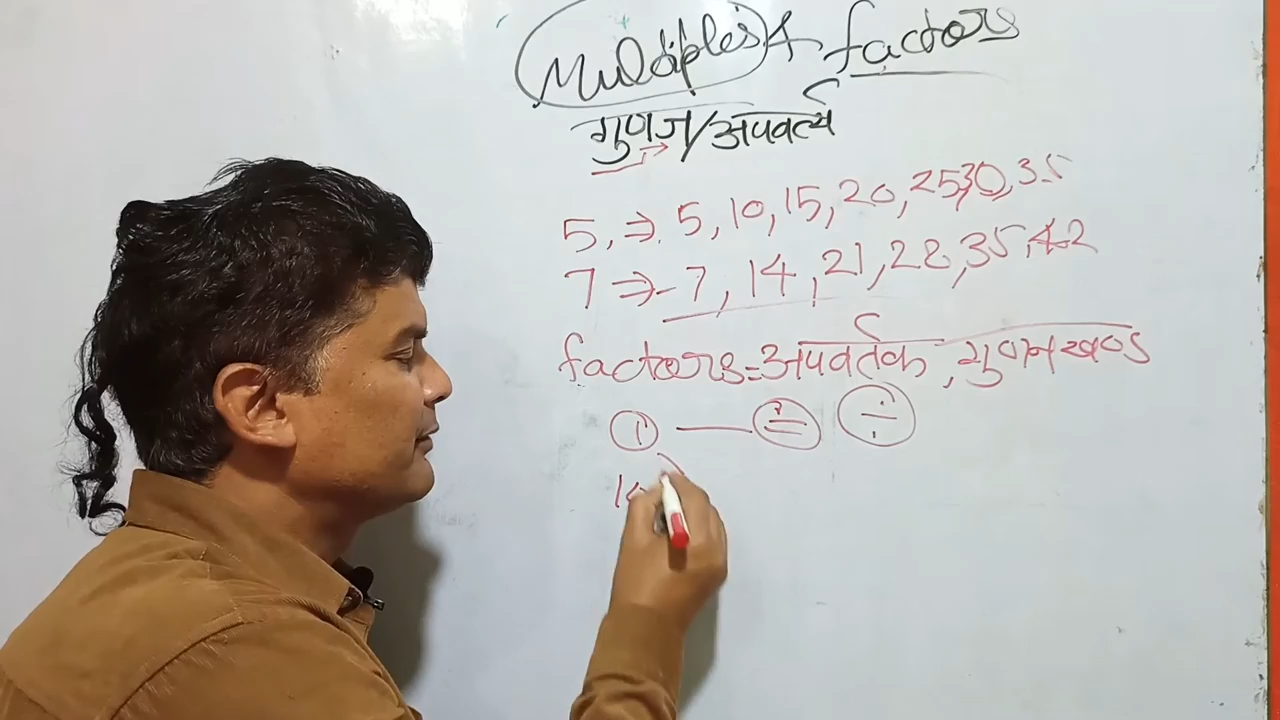 Multiples & factors
गुणज/अपवर्त्य
5, ⇒ 5, 10, 15, 20, 25, 30, 35
7 ⇒ 7, 14, 21, 28, 35, 42
factors = अपवर्तक, गुणनखण्ड
① — = ÷